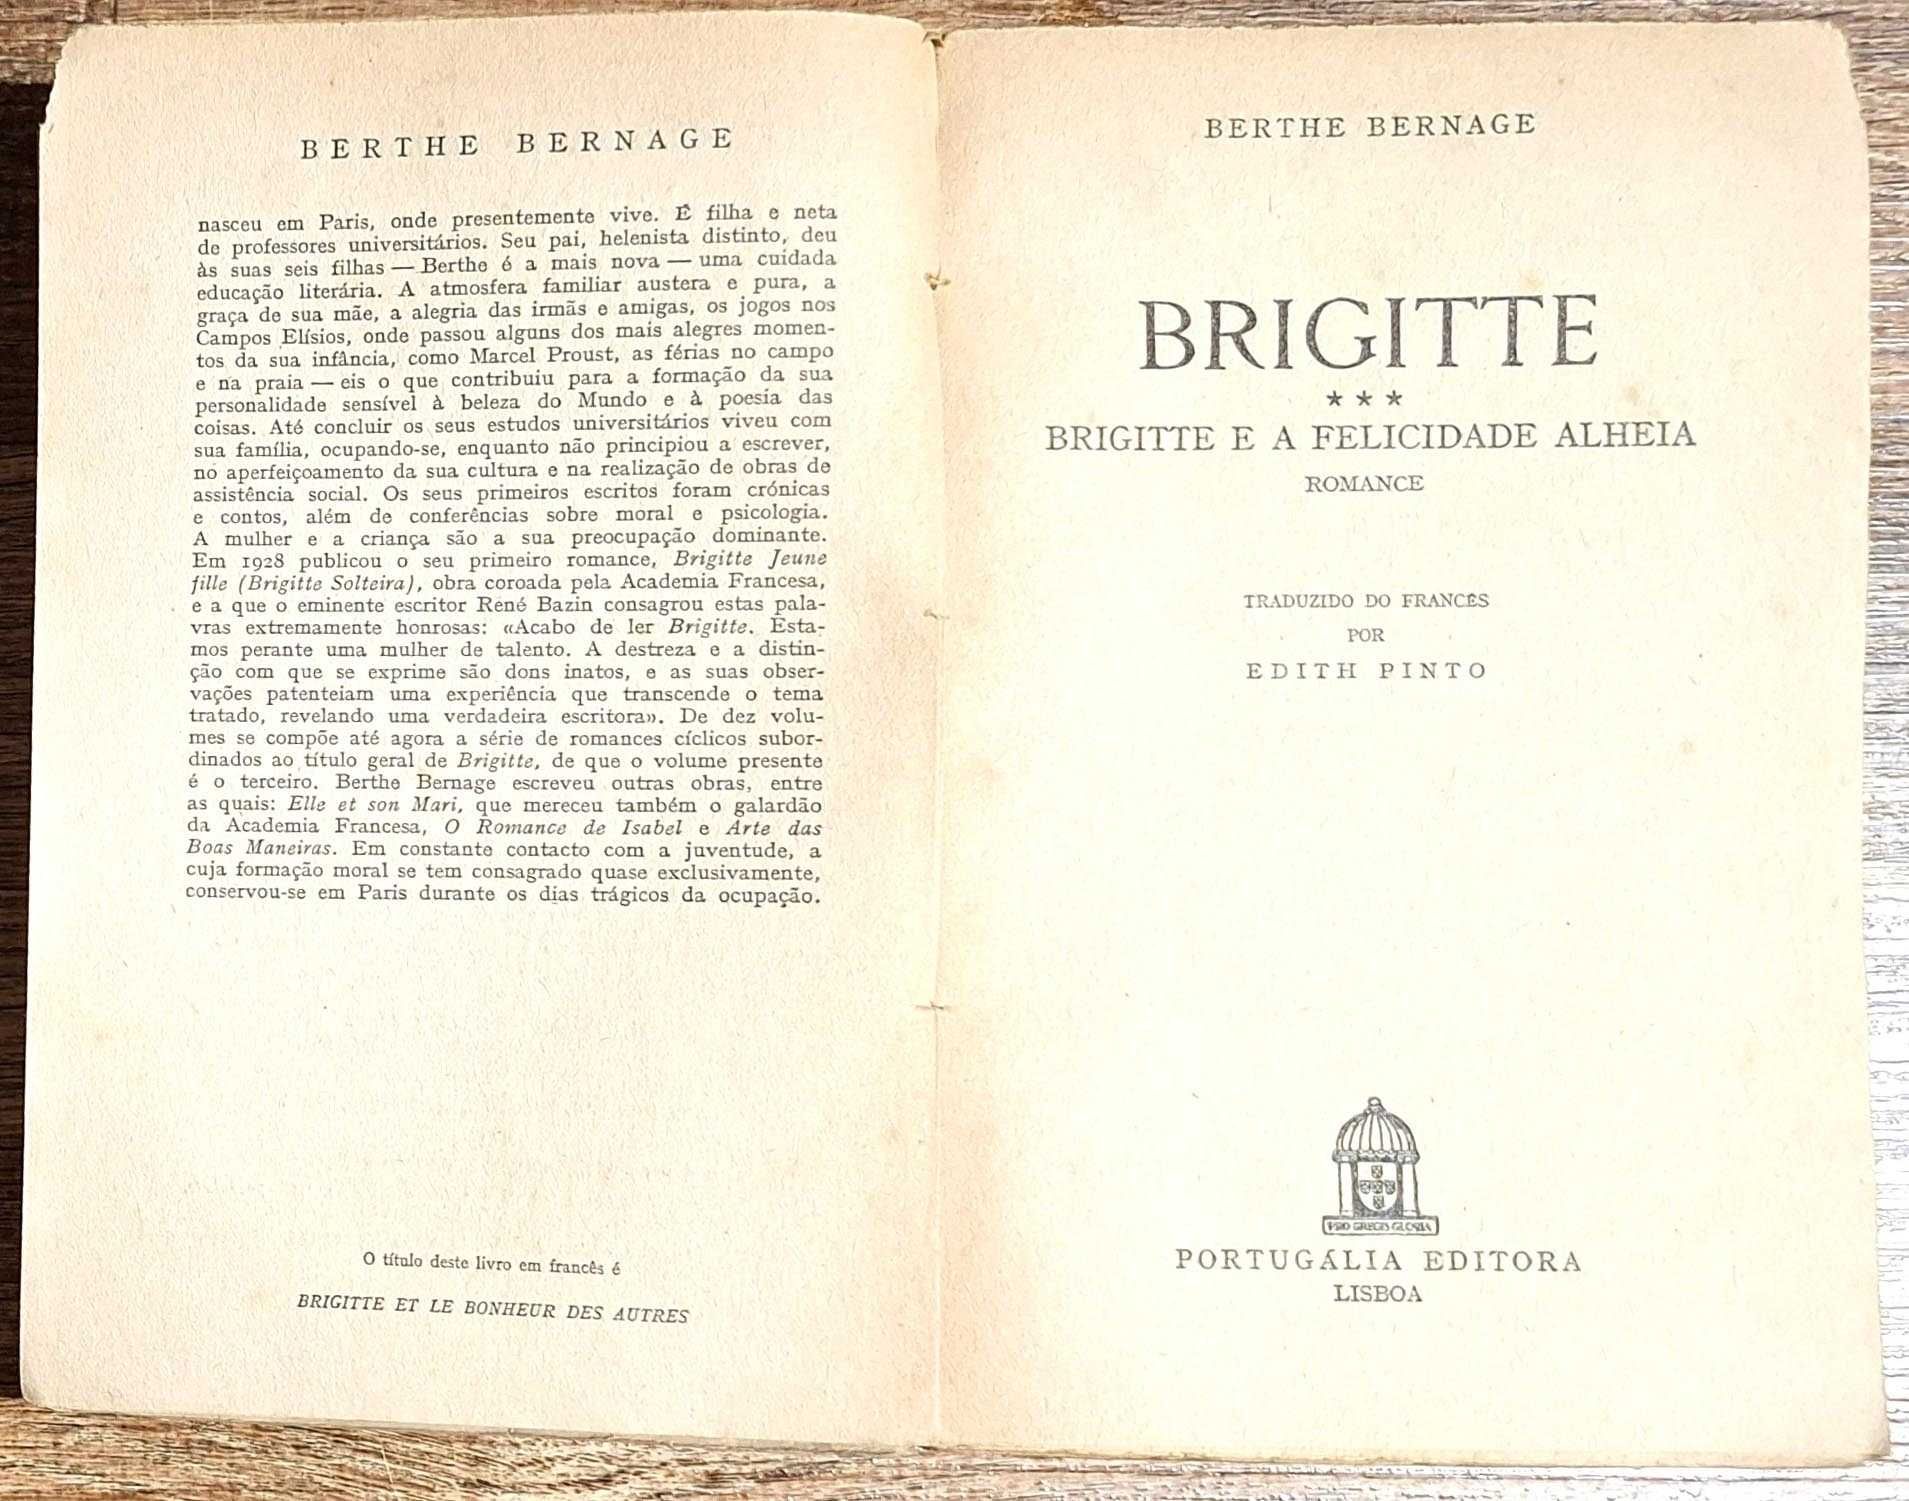 BERTHE BERNAGE
nasceu em Paris, onde presentemente vive. É filha e neta
de professores universitários. Seu pai, helenista distinto, deu
às suas seis filhas — Berthe é a mais nova — uma cuidada
educação literária. A atmosfera familiar austera e pura, a
graça de sua mãe, a alegria das irmãs e amigas, os jogos nos
Campos Elísios, onde passou alguns dos mais alegres momen-
tos da sua infância, como Marcel Proust, as férias no campo
e na praia — eis o que contribuiu para a formação da sua
personalidade sensível à beleza do Mundo e à poesia das
coisas. Até concluir os seus estudos universitários viveu com
sua família, ocupando-se, enquanto não principiou a escrever,
no aperfeiçoamento da sua cultura e na realização de obras de
assistência social. Os seus primeiros escritos foram crónicas
e contos, além de conferências sobre moral e psicologia.
A mulher e a criança são a sua preocupação dominante.
Em 1928 publicou o seu primeiro romance, Brigitte Jeune
fille (Brigitte Solteira), obra coroada pela Academia Francesa,
e a que o eminente escritor René Bazin consagrou estas pala-
vras extremamente honrosas: «Acabo de ler Brigitte. Esta-
mos perante uma mulher de talento. A destreza e a distin-
ção com que se exprime são dons inatos, e as suas obser-
vações patenteiam uma experiência que transcende o tema
tratado, revelando uma verdadeira escritora». De dez volu-
mes se compõe até agora a série de romances cíclicos subor-
dinados ao título geral de Brigitte, de que o volume presente
é o terceiro. Berthe Bernage escreveu outras obras, entre
as quais: Elle et son Mari, que mereceu também o galardão
da Academia Francesa, O Romance de Isabel e Arte das
Boas Maneiras. Em constante contacto com a juventude, a
cuja formação moral se tem consagrado quase exclusivamente,
conservou-se em Paris durante os dias trágicos da ocupação.
O título deste livro em francês é
BRIGITTE ET LE BONHEUR DES AUTRES
BERTHE BERNAGE
BRIGITTE
★ ★ ★
BRIGITTE E A FELICIDADE ALHEIA
ROMANCE
TRADUZIDO DO FRANCÊS
POR
EDITH PINTO
PRO GREGIS GLORIA
PORTUGÁLIA EDITORA
LISBOA